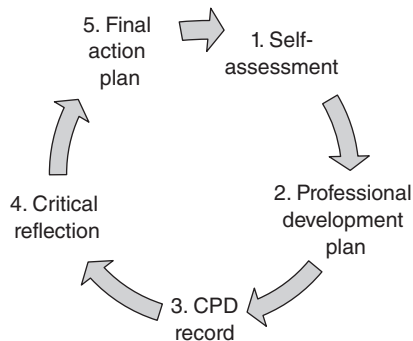 1. Self-
assessment
2. Professional
development
plan
3. CPD
record
4. Critical
reflection
5. Final
action
plan